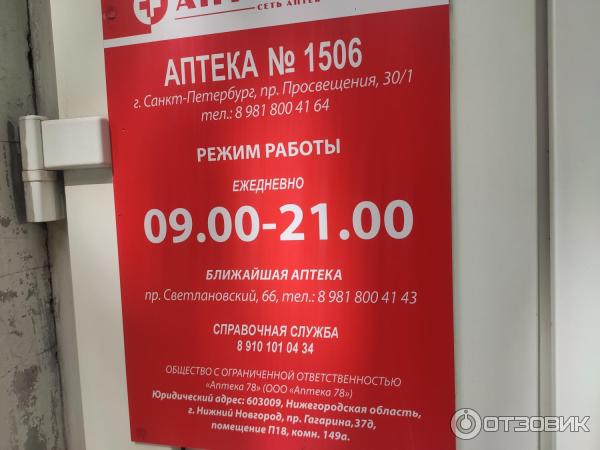 СЕТЬ АПТЕК
АПТЕКА № 1506
г. Санкт-Петербург, пр. Просвещения, 30/1
тел.: 8 981 800 41 64
РЕЖИМ РАБОТЫ
ЕЖЕДНЕВНО
09.00-21.00
БЛИЖАЙШАЯ АПТЕКА
пр. Светлановский, 66, тел.: 8 981 800 41 43
СПРАВОЧНАЯ СЛУЖБА
8 910 101 04 34
ОБЩЕСТВО С ОГРАНИЧЕННОЙ ОТВЕТСТВЕННОСТЬЮ
«Аптека 78» (ООО «Аптека 78»)
Юридический адрес: 603009, Нижегородская область,
г. Нижний Новгород, пр. Гагарина,37д,
помещение П18, комн. 149а.
ОТЗОВИК